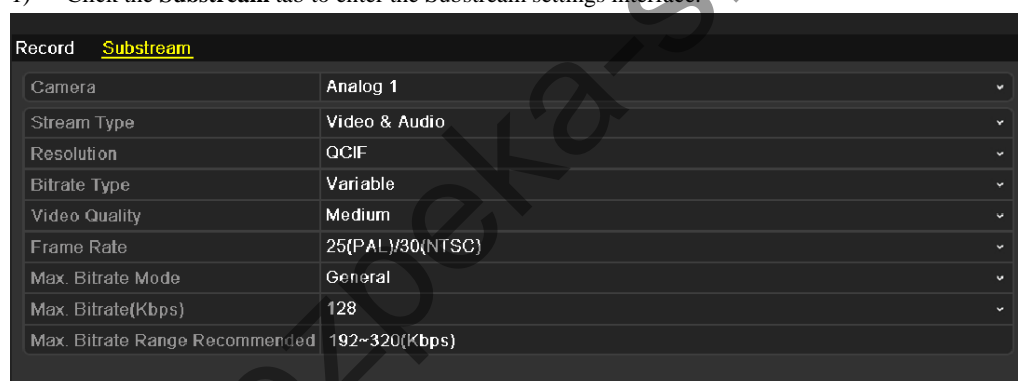 1) Click the Substream tab to enter the Substream settings interface.
Record Substream
Camera Analog 1
Stream Type Video & Audio
Resolution QCIF
Bitrate Type Variable
Video Quality Medium
Frame Rate 25(PAL)/30(NTSC)
Max. Bitrate Mode General
Max. Bitrate(Kbps) 128
Max. Bitrate Range Recommended 192~320(Kbps)